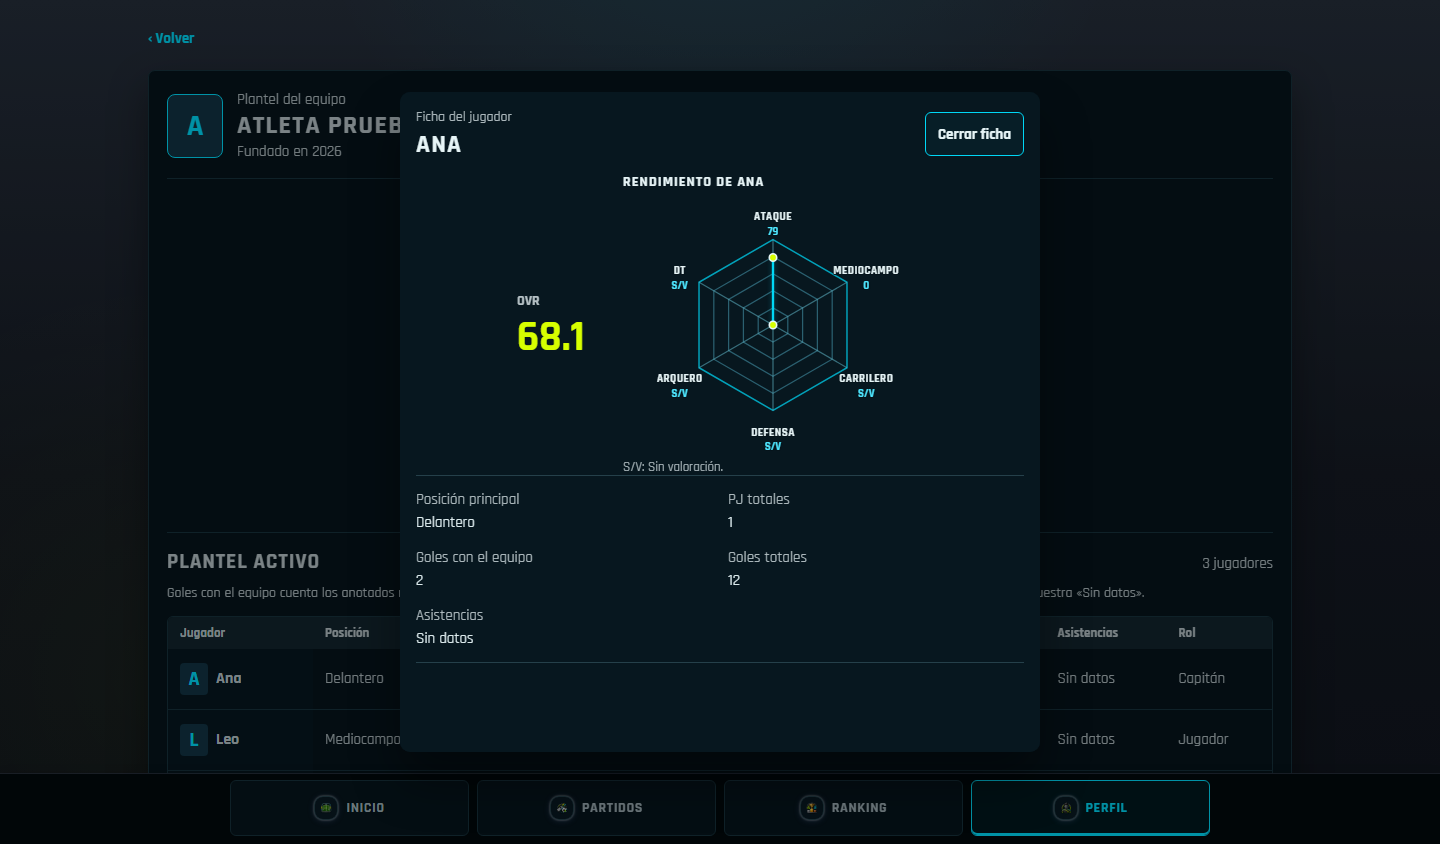 ‹ Volver
A
Plantel del equipo
ATLETA PRUEB
Fundado en 2026
Ficha del jugador
ANA
Cerrar ficha
RENDIMIENTO DE ANA
ATAQUE
79
DT
S/V
MEDIOCAMPO
0
OVR
68.1
ARQUERO
S/V
CARRILERO
S/V
DEFENSA
S/V
S/V: Sin valoración.
Posición principal
Delantero
PJ totales
1
Goles con el equipo
2
Goles totales
12
Asistencias
Sin datos
PLANTEL ACTIVO
3 jugadores
Goles con el equipo cuenta los anotados
uestra «Sin datos».
Jugador Posición Asistencias Rol
A Ana Delantero Sin datos Capitán
L Leo Mediocampo Sin datos Jugador
INICIO PARTIDOS RANKING PERFIL